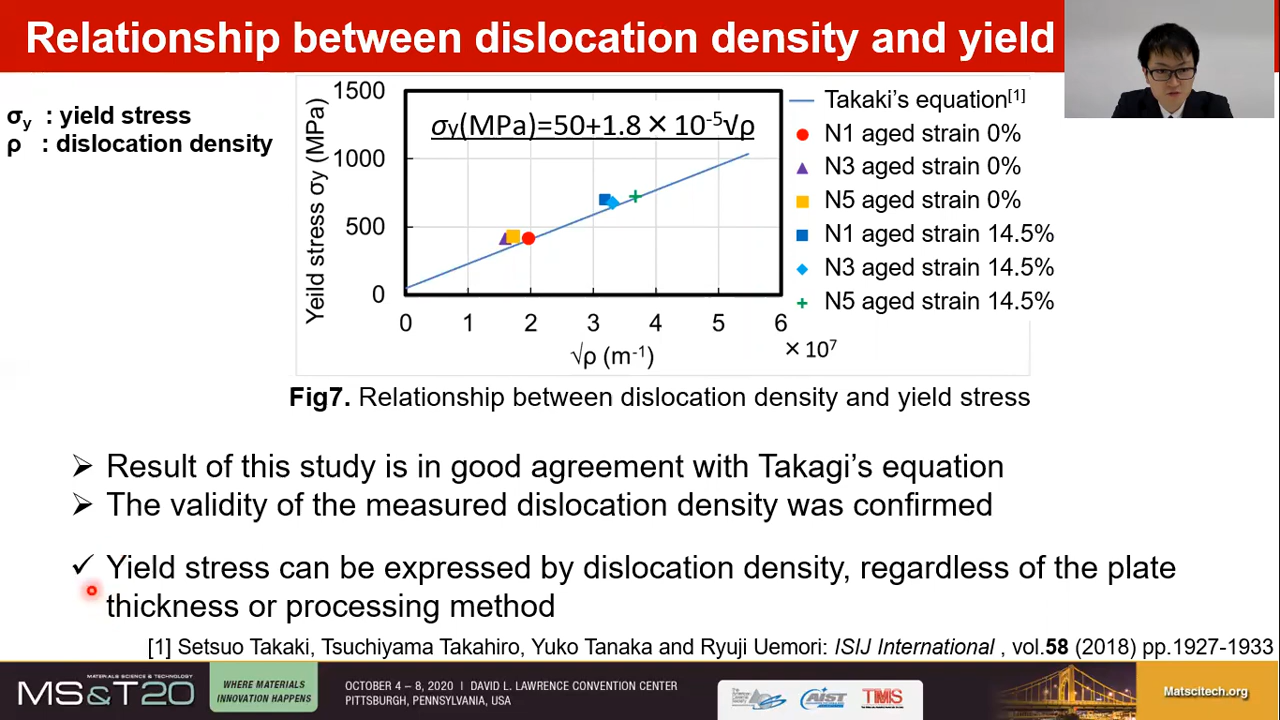 Relationship between dislocation density and yield
σy : yield stress
ρ : dislocation density
Yeild stress σy (MPa)
1500
1000
500
0
σy(MPa)=50+1.8×10-5√ρ
0 1 2 3 4 5 6
×10⁷
√ρ (m-1)
Takaki's equation[1]
N1 aged strain 0%
N3 aged strain 0%
N5 aged strain 0%
N1 aged strain 14.5%
N3 aged strain 14.5%
N5 aged strain 14.5%
Fig7. Relationship between dislocation density and yield stress
➢ Result of this study is in good agreement with Takagi's equation
➢ The validity of the measured dislocation density was confirmed
✓ Yield stress can be expressed by dislocation density, regardless of the plate
thickness or processing method
[1] Setsuo Takaki, Tsuchiyama Takahiro, Yuko Tanaka and Ryuji Uemori: ISIJ International , vol.58 (2018) pp.1927-1933
MATERIALS SCIENCE & TECHNOLOGY
MS&T20
WHERE MATERIALS
INNOVATION HAPPENS
OCTOBER 4 – 8, 2020 | DAVID L. LAWRENCE CONVENTION CENTER
PITTSBURGH, PENNSYLVANIA, USA
AIST
TMS
Matscitech.org